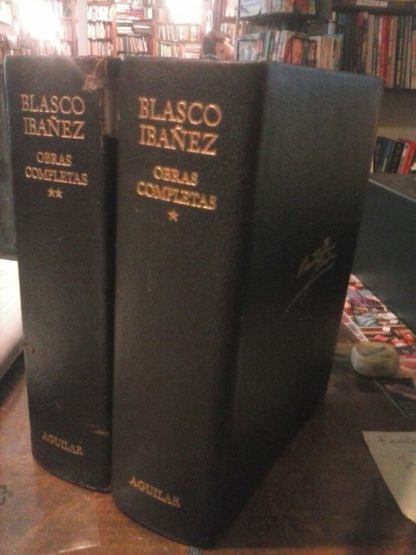 BLASCO
IBAÑEZ
OBRAS
COMPLETAS
**
AGUILAR
BLASCO
IBAÑEZ
OBRAS
COMPLETAS
*
AGUILAR